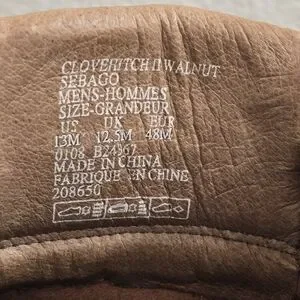 CLOVEHITCH II WALNUT
SEBAGO
MENS-HOMMES
SIZE-GRANDEUR
US UK EUR
13M 12.5M 48M
0108 B24367
MADE IN CHINA
FABRIQUE EN CHINE
208650